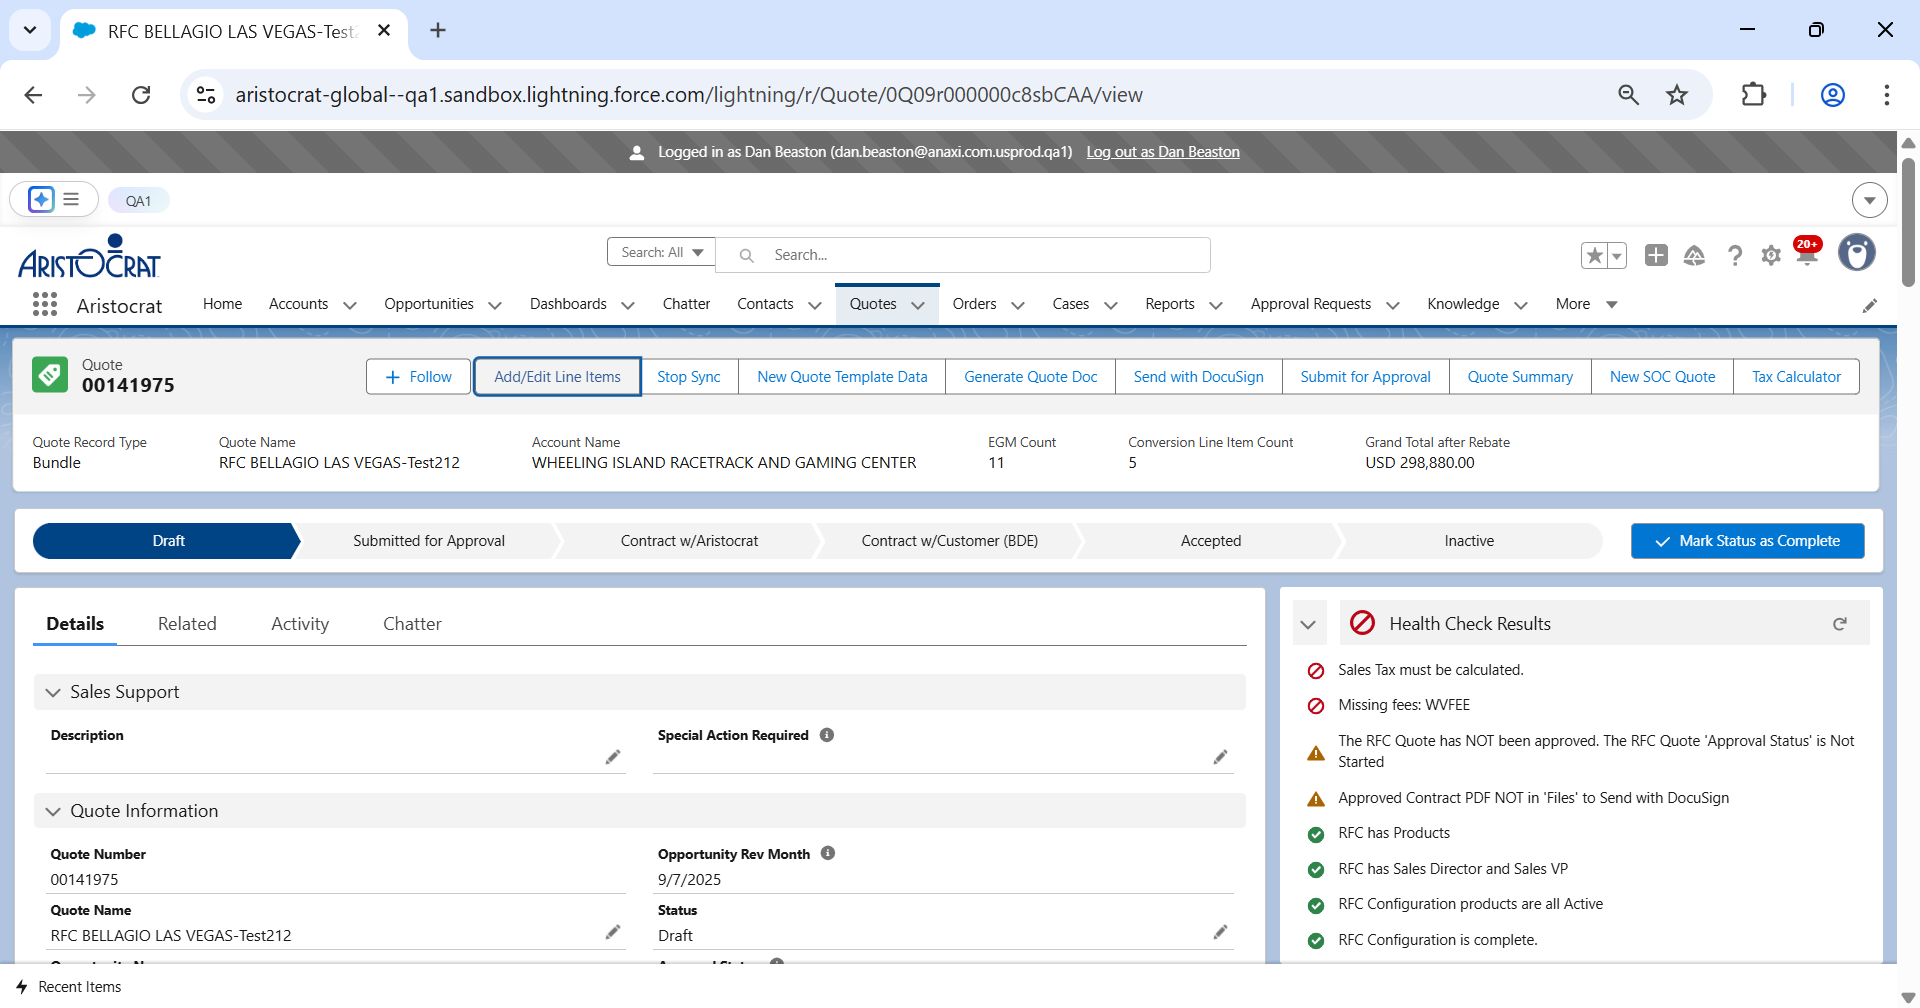 RFC BELLAGIO LAS VEGAS-Test2
aristocrat-global--qa1.sandbox.lightning.force.com/lightning/r/Quote/0Q09r000000c8sbCAA/view
Logged in as Dan Beaston (dan.beaston@anaxi.com.usprod.qa1) Log out as Dan Beaston
QA1
ARISTOCRAT
Search: All
Search...
20+
Aristocrat Home Accounts Opportunities Dashboards Chatter Contacts Quotes Orders Cases Reports Approval Requests Knowledge More
Quote
00141975
Follow Add/Edit Line Items Stop Sync New Quote Template Data Generate Quote Doc Send with DocuSign Submit for Approval Quote Summary New SOC Quote Tax Calculator
Quote Record Type Quote Name Account Name EGM Count Conversion Line Item Count Grand Total after Rebate
Bundle RFC BELLAGIO LAS VEGAS-Test212 WHEELING ISLAND RACETRACK AND GAMING CENTER 11 5 USD 298,880.00
Draft Submitted for Approval Contract w/Aristocrat Contract w/Customer (BDE) Accepted Inactive Mark Status as Complete
Details Related Activity Chatter
Sales Support
Description Special Action Required
Quote Information
Quote Number Opportunity Rev Month
00141975 9/7/2025
Quote Name Status
RFC BELLAGIO LAS VEGAS-Test212 Draft
Health Check Results
Sales Tax must be calculated.
Missing fees: WVFEE
The RFC Quote has NOT been approved. The RFC Quote 'Approval Status' is Not
Started
Approved Contract PDF NOT in 'Files' to Send with DocuSign
RFC has Products
RFC has Sales Director and Sales VP
RFC Configuration products are all Active
RFC Configuration is complete.
Recent Items